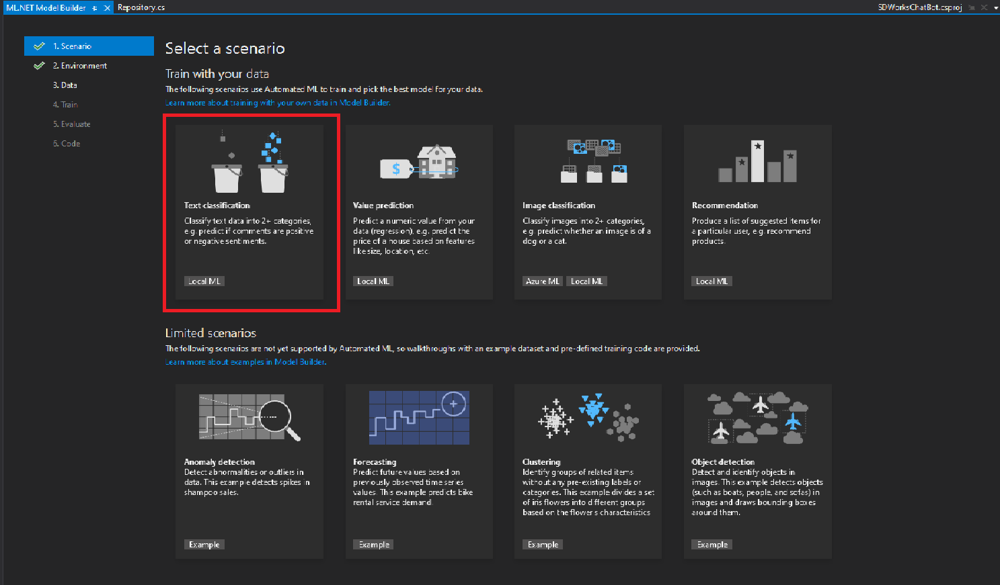 ML.NET Model Builder
Repository.cs
SDWorksChatBot.csproj
1. Scenario
2. Environment
3. Data
4. Train
5. Evaluate
6. Code
Select a scenario
Train with your data
The following scenarios use Automated ML to train and pick the best model for your data.
Learn more about training with your own data in Model Builder.
Text classification
Classify text data into 2+ categories,
e.g. predict if comments are positive
or negative sentiments.
Local ML
$
Value prediction
Predict a numeric value from your
data (regression), e.g. predict the
price of a house based on features
like size, location, etc.
Local ML
Image classification
Classify images into 2+ categories,
e.g. predict whether an image is of a
dog or a cat.
Azure ML
Local ML
Recommendation
Produce a list of suggested items for
a particular user, e.g. recommend
products.
Local ML
Limited scenarios
The following scenarios are not yet supported by Automated ML, so walkthroughs with an example dataset and pre-defined training code are provided.
Learn more about examples in Model Builder.
Anomaly detection
Detect abnormalities or outliers in
data. This example detects spikes in
shampoo sales.
Example
Forecasting
Predict future values based on
previously observed time series
values. This example predicts bike
rental service demand.
Example
Clustering
Identify groups of related items
without any pre-existing labels or
categories. This example divides a set
of iris flowers into different groups
based on the flower's characteristics
Example
Object detection
Detect and identify objects in
images. This example detects objects
(such as boats, people, and sofas) in
images and draws bounding boxes
around them.
Example